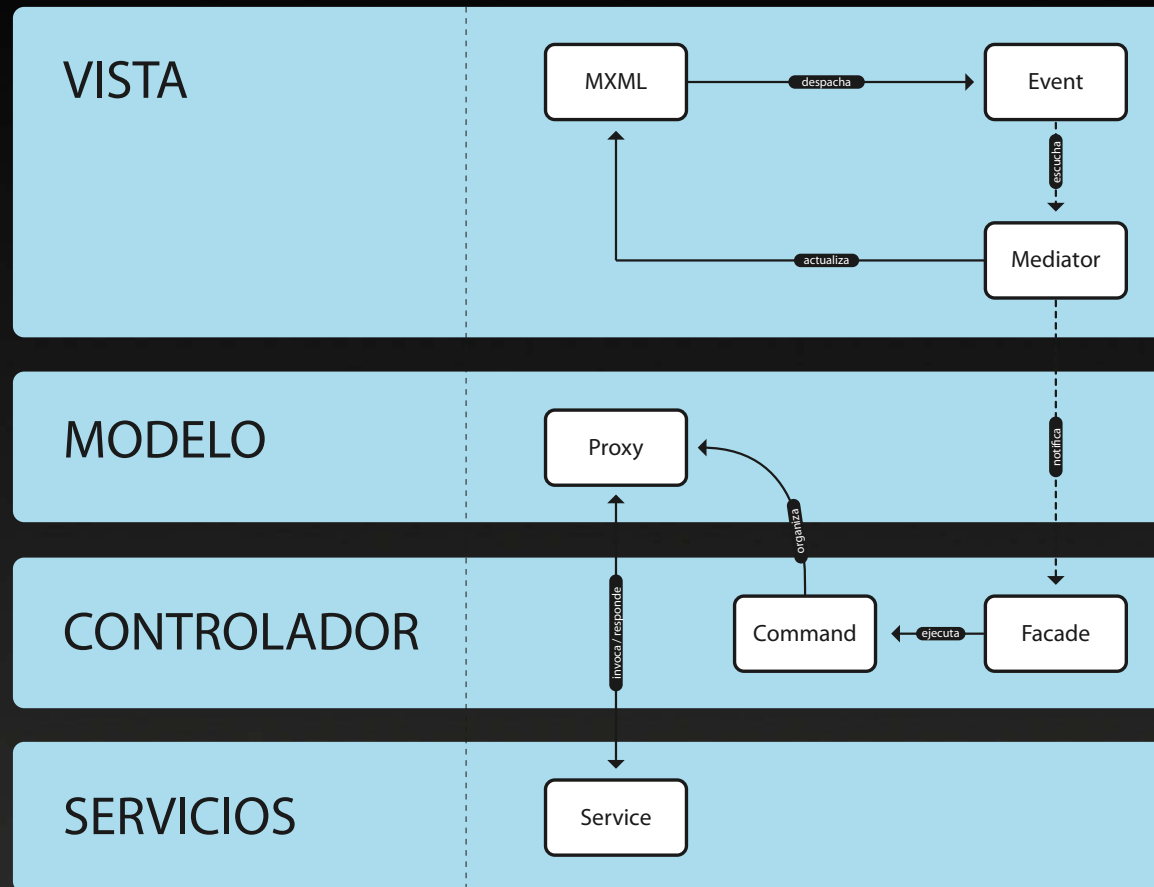 VISTA
MXML
despacha
Event
escucha
actualiza
Mediator
MODELO
Proxy
notifica
organiza
CONTROLADOR
invoca / responde
Command
ejecuta
Facade
SERVICIOS
Service